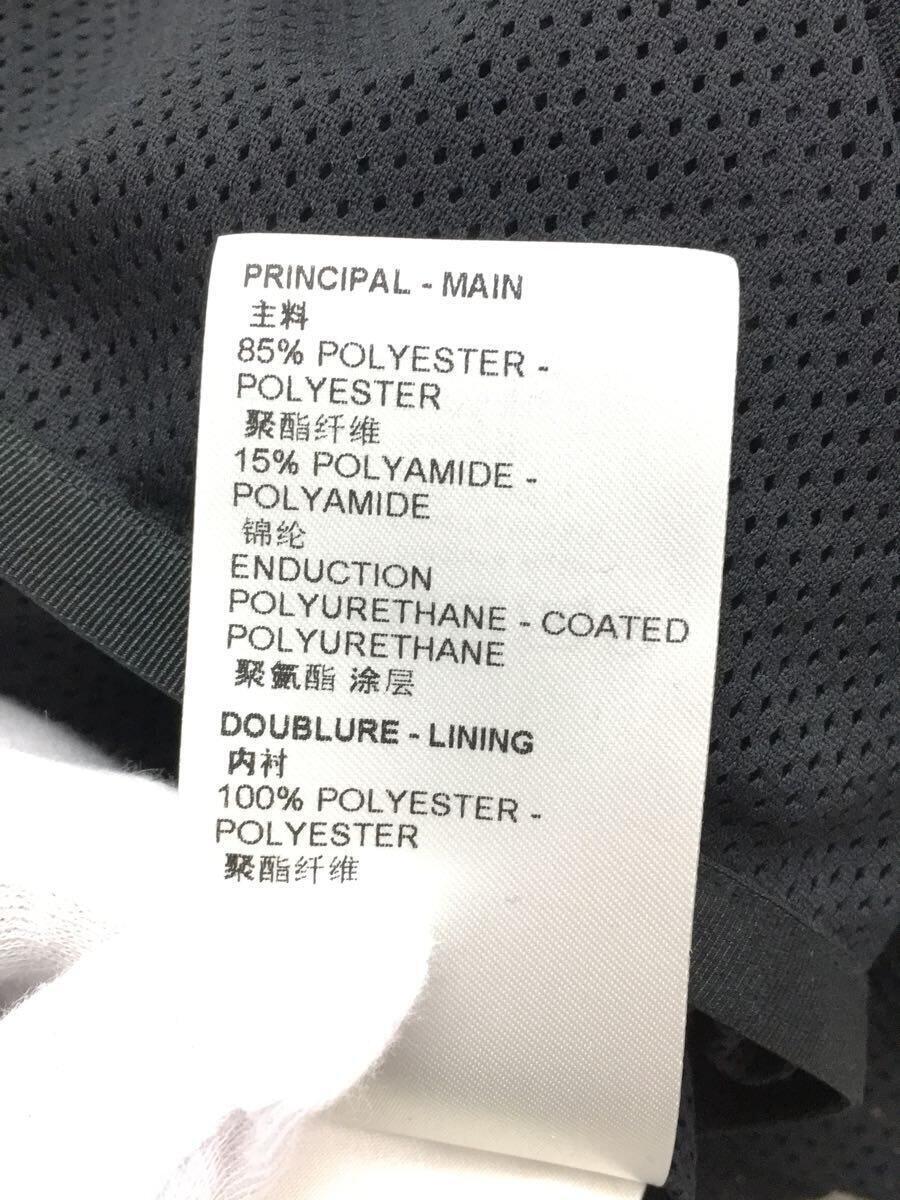 PRINCIPAL - MAIN
主料
85% POLYESTER -
POLYESTER
聚酯纤维
15% POLYAMIDE -
POLYAMIDE
锦纶
ENDUCTION
POLYURETHANE - COATED
POLYURETHANE
聚氨酯 涂层
DOUBLURE - LINING
内衬
100% POLYESTER -
POLYESTER
聚酯纤维